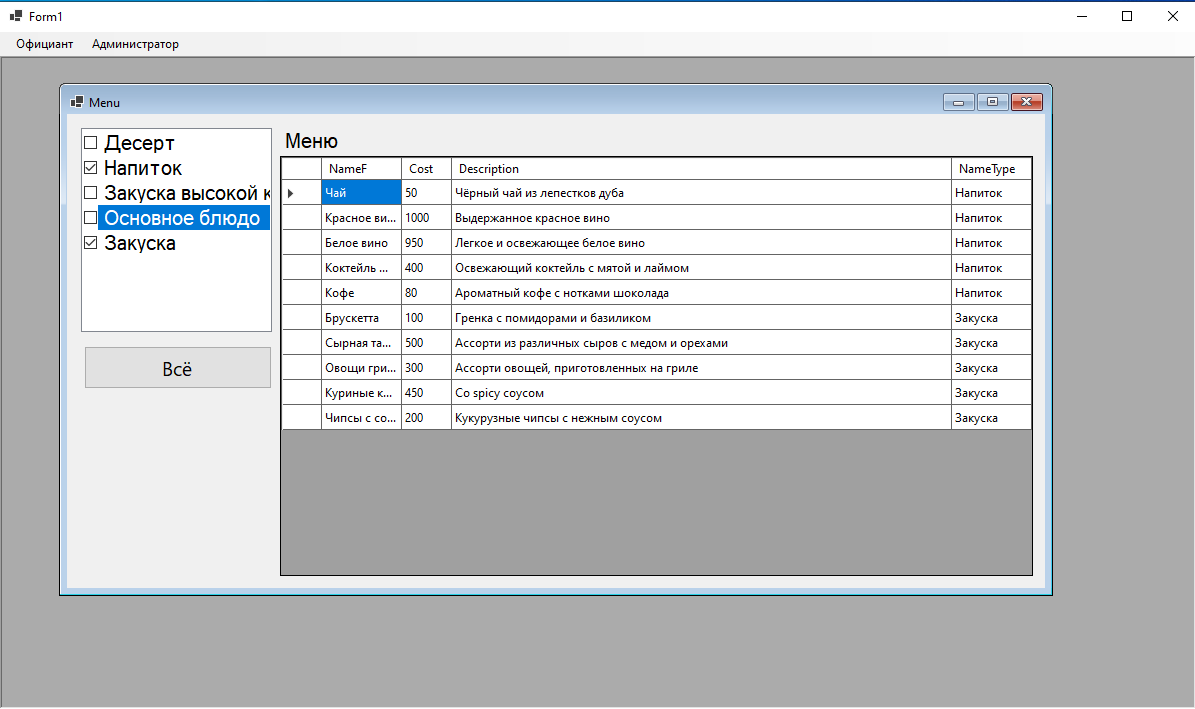 Form1
Официант Администратор
Menu
Десерт
Напиток
Закуска высокой к
Основное блюдо
Закуска
Всё
Меню
NameF Cost Description NameType
Чай 50 Чёрный чай из лепестков дуба Напиток
Красное ви... 1000 Выдержанное красное вино Напиток
Белое вино 950 Легкое и освежающее белое вино Напиток
Коктейль ... 400 Освежающий коктейль с мятой и лаймом Напиток
Кофе 80 Ароматный кофе с нотками шоколада Напиток
Брускетта 100 Гренка с помидорами и базиликом Закуска
Сырная та... 500 Ассорти из различных сыров с медом и орехами Закуска
Овощи гри... 300 Ассорти овощей, приготовленных на гриле Закуска
Куриные к... 450 Со spicy соусом Закуска
Чипсы с со... 200 Кукурузные чипсы с нежным соусом Закуска